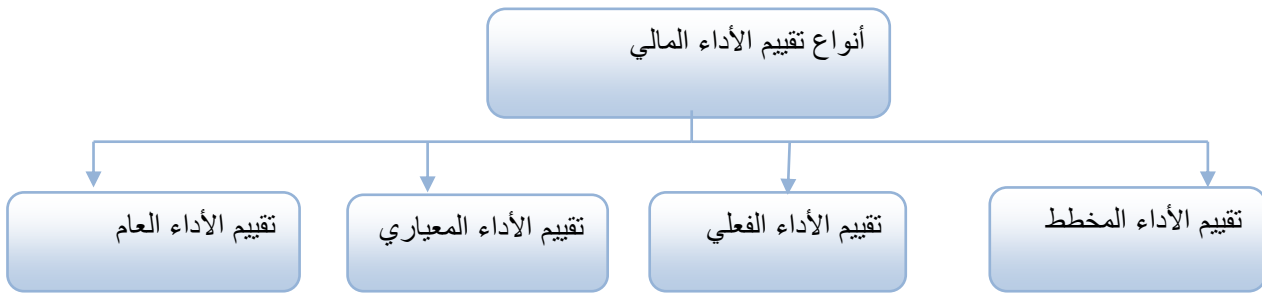 أنواع تقييم الأداء المالي
تقييم الأداء المخطط
تقييم الأداء الفعلي
تقييم الأداء المعياري
تقييم الأداء العام